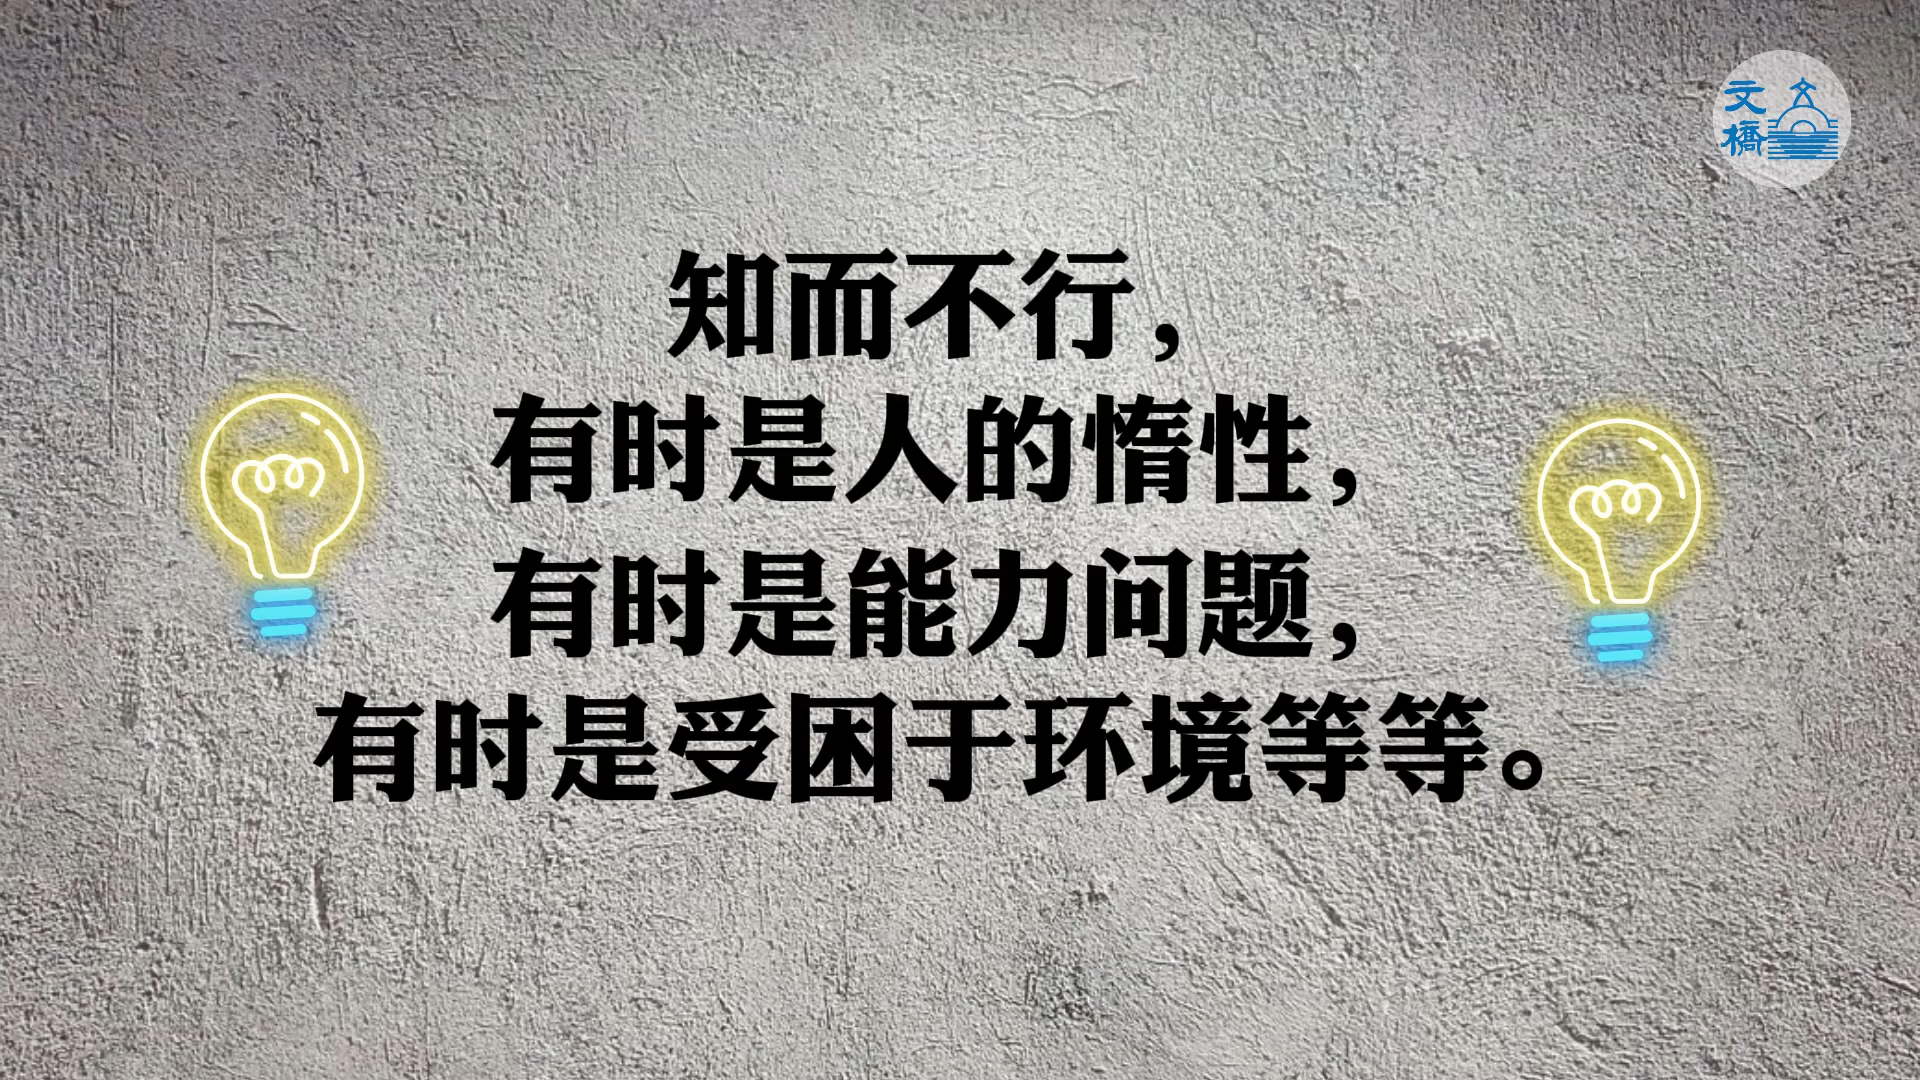 文橋
知而不行，
有时是人的惰性，
有时是能力问题，
有时是受困于环境等等。